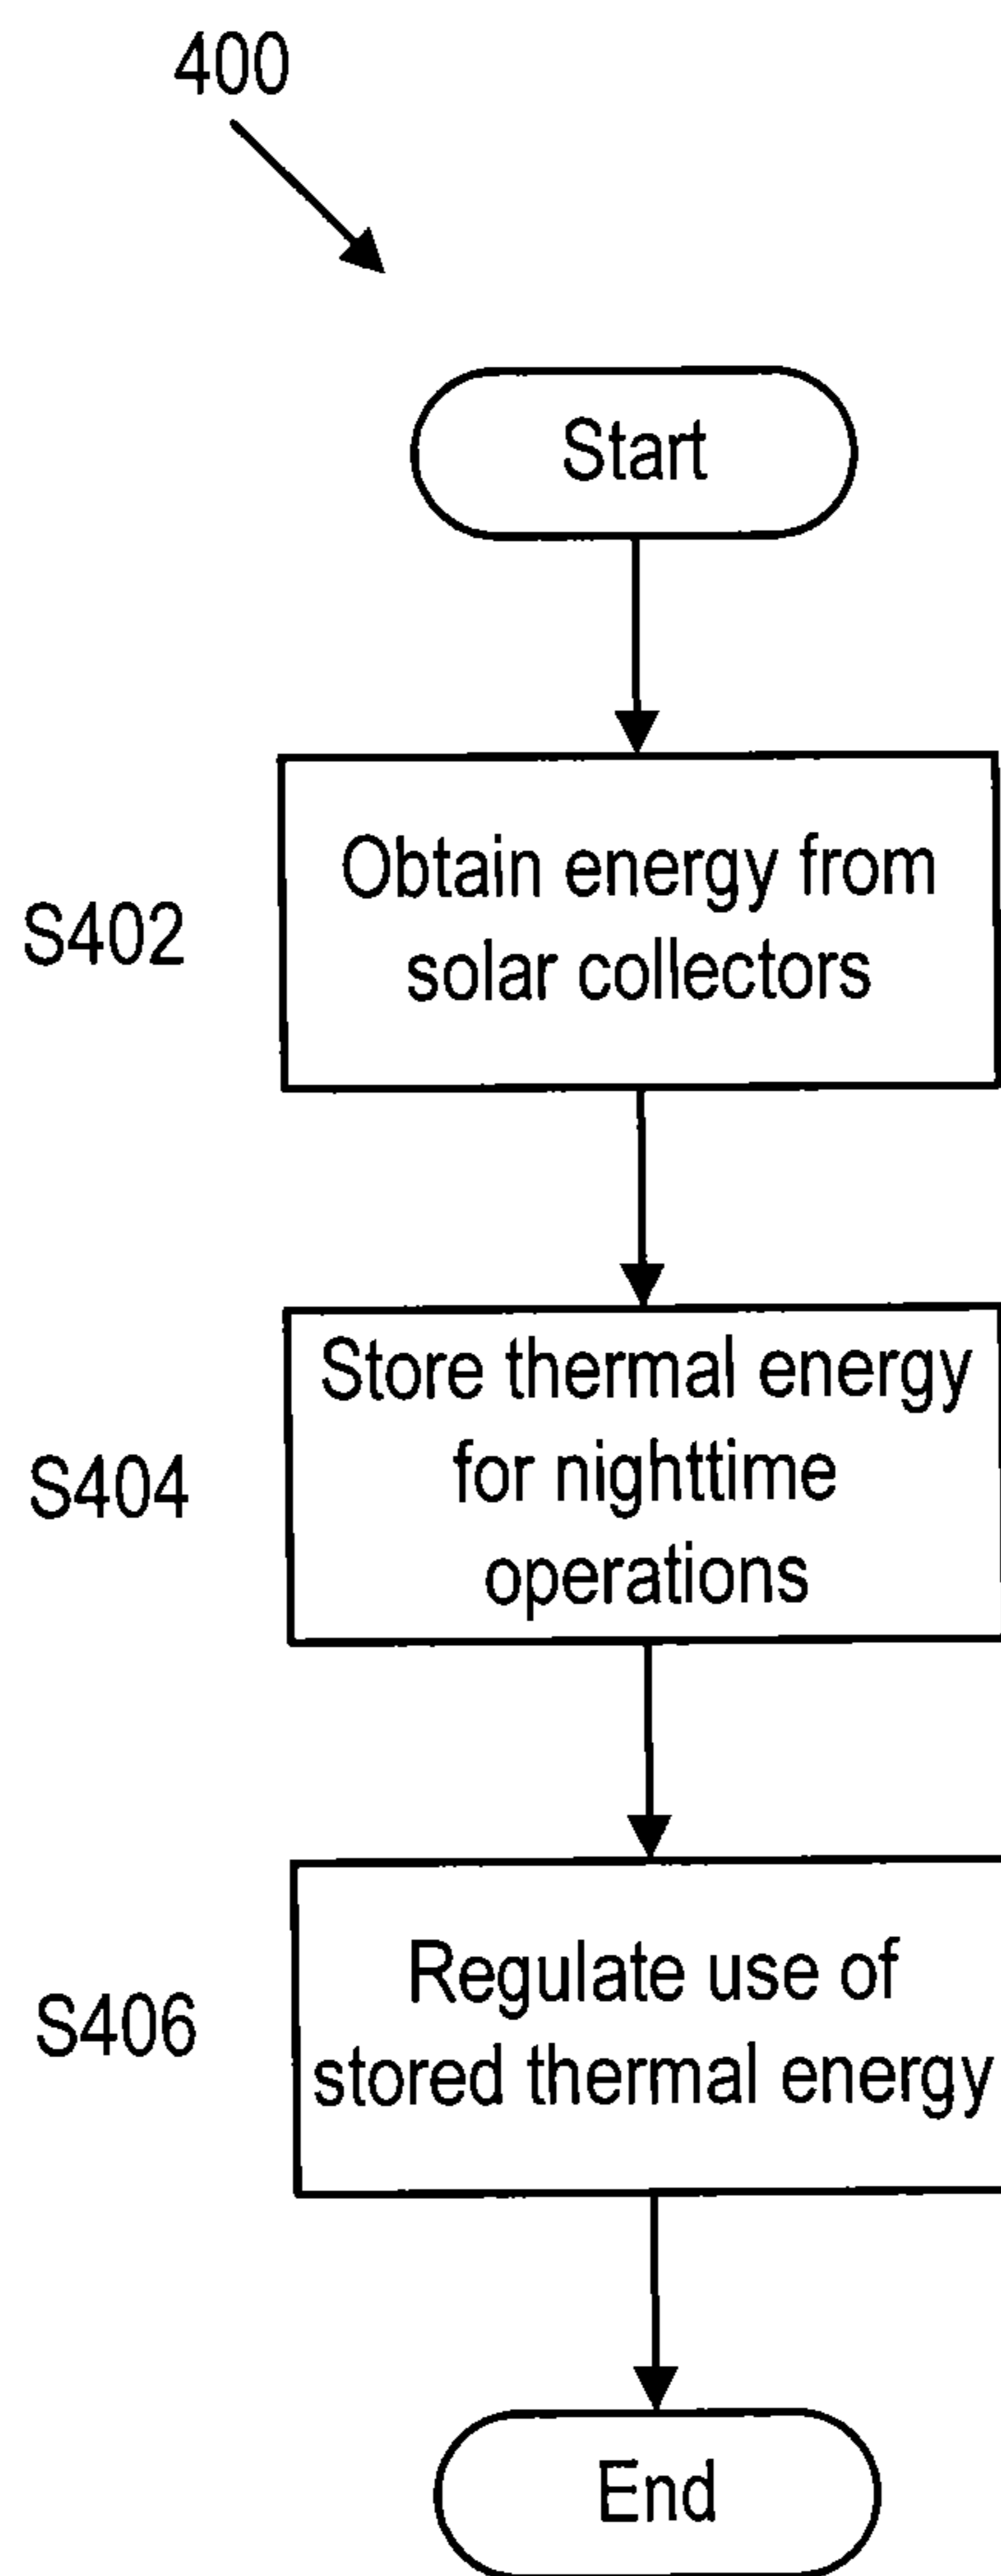 400
Start
S402
Obtain energy from
solar collectors
S404
Store thermal energy
for nighttime
operations
S406
Regulate use of
stored thermal energy
End